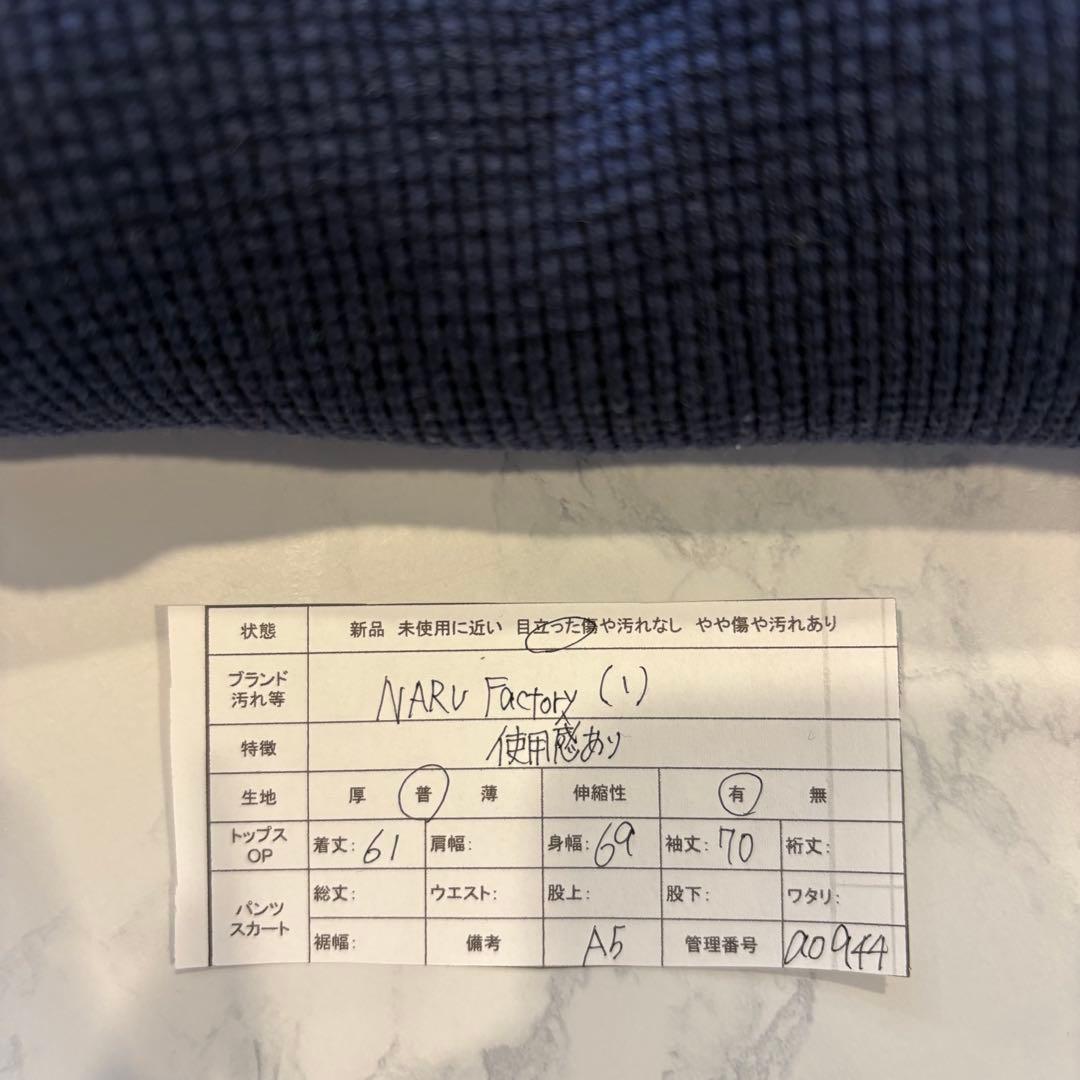 状態 新品 未使用に近い 目立った傷や汚れなし やや傷や汚れあり
ブランド
汚れ等
NARU Factory (1)
特徴 使用感あり
生地 厚 普 薄 伸縮性 有 無
トップス
OP
着丈: 61 肩幅: 身幅: 69 袖丈: 70 裄丈:
パンツ
スカート
総丈: ウエスト: 股上: 股下: ワタリ:
裾幅: 備考 A5 管理番号 a0944